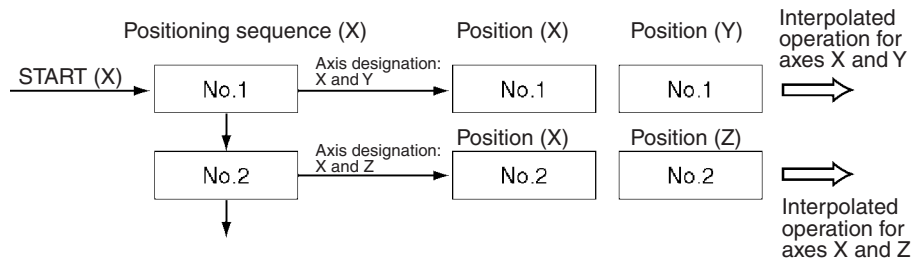 Positioning sequence (X)
Position (X)
Position (Y)
Interpolated
operation for
axes X and Y
START (X)
No.1
Axis designation:
X and Y
No.1
No.1
Position (X)
Position (Z)
No.2
Axis designation:
X and Z
No.2
No.2
Interpolated
operation for
axes X and Z